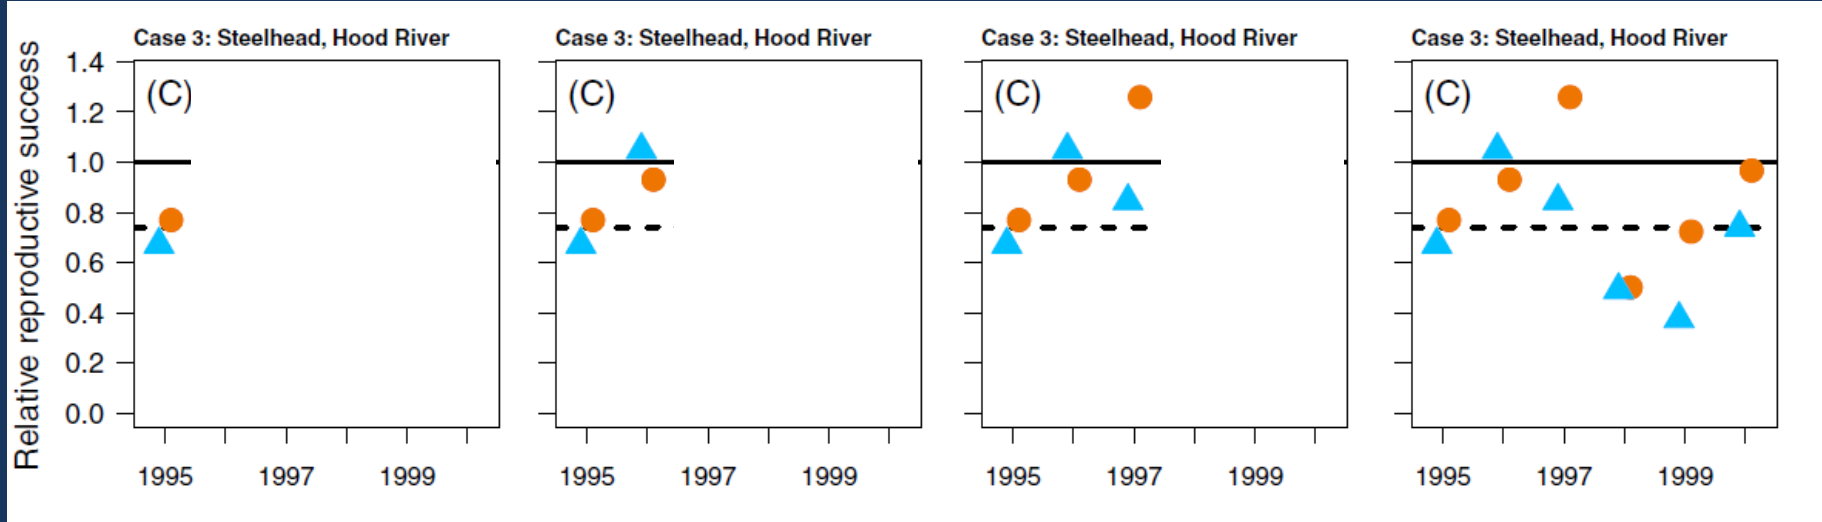 Case 3: Steelhead, Hood River Case 3: Steelhead, Hood River Case 3: Steelhead, Hood River Case 3: Steelhead, Hood River
Relative reproductive success
1.4
(C) (C) (C) (C)
1.2
1.0
0.8
0.6
0.4
0.2
0.0
1995 1997 1999 1995 1997 1999 1995 1997 1999 1995 1997 1999